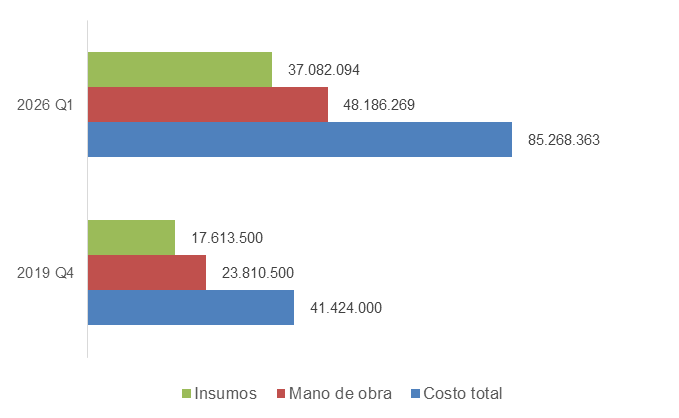 37.082.094
2026 Q1
48.186.269
85.268.363
17.613.500
2019 Q4
23.810.500
41.424.000
Insumos Mano de obra Costo total